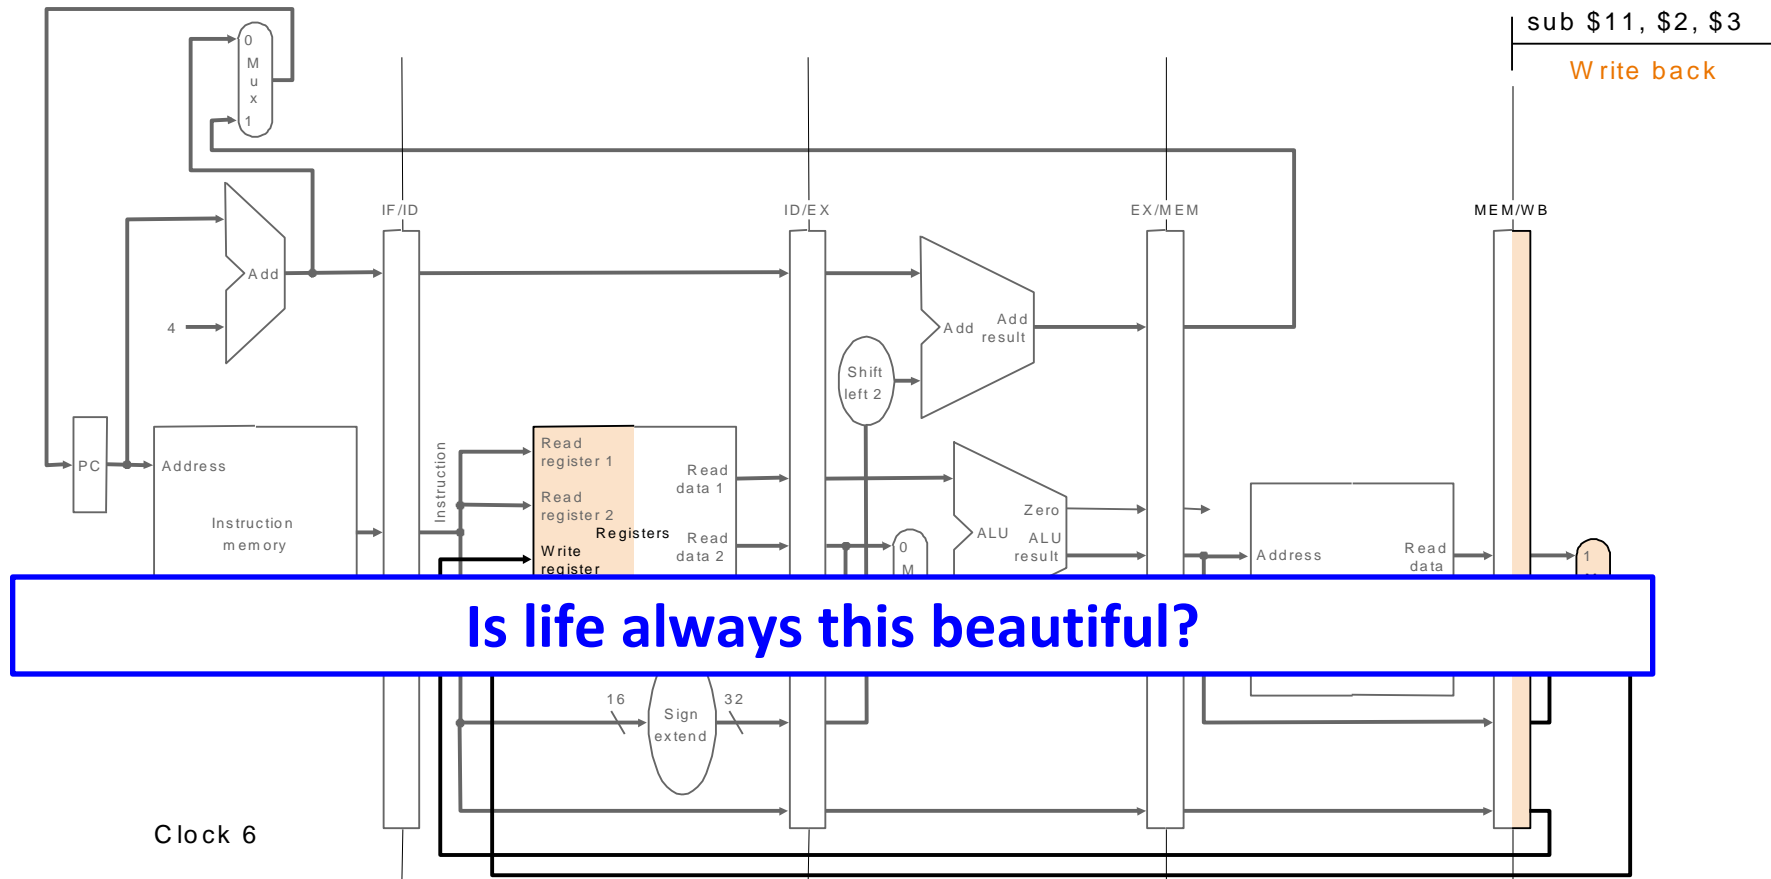 sub $11, $2, $3
Write back
0
M
u
x
1
IF/ID
ID/EX
EX/MEM
MEM/WB
Add
4
Add
Add
result
Shift
left 2
PC
Address
Instruction
memory
Instruction
Read
register 1
Read
register 2
Write
register
Registers
Read
data 1
Read
data 2
0
M
Zero
ALU
ALU
result
Address
Read
data
1
Is life always this beautiful?
16
Sign
extend
32
Clock 6